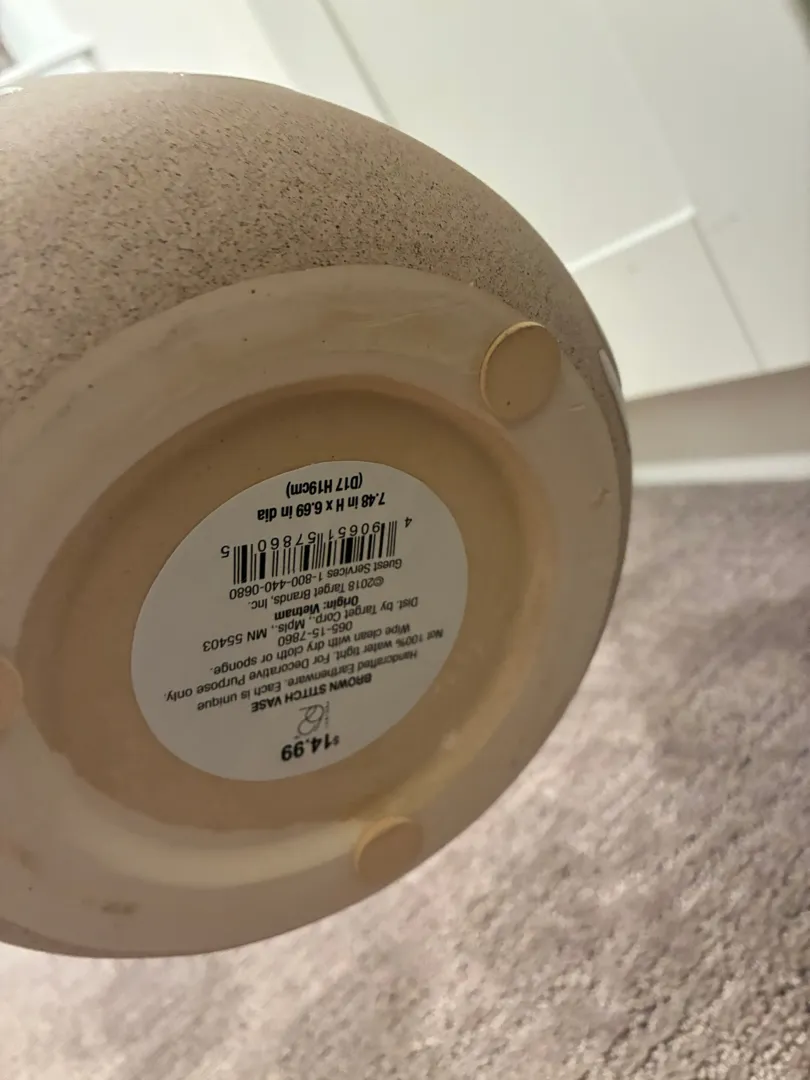 $14.99
BROWN STITCH VASE
Handcrafted Earthenware. Each is unique
Not 100% water tight. For Decorative Purpose only.
Wipe clean with dry cloth or sponge.
065-15-7860
Dist. by Target Corp., Mpls., MN 55403
Origin: Vietnam
©2018 Target Brands, Inc.
Guest Services 1-800-440-0680
4 90651 57860 5
7.48 in H x 6.69 in dia
(D17 H19cm)